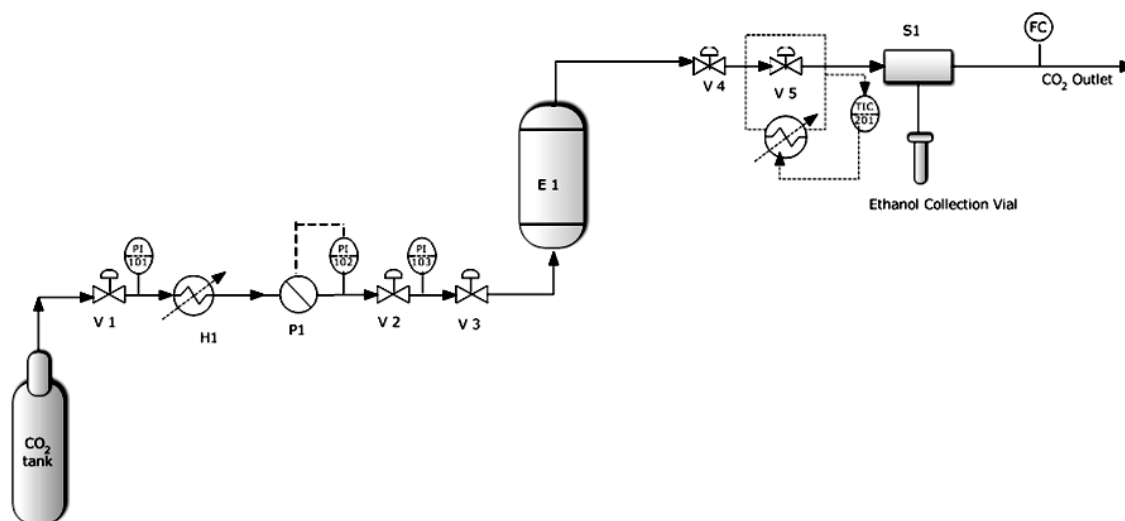 S1
FC
V 4
V 5
CO2 Outlet
TIC
201
E 1
Ethanol Collection Vial
PI
101
PI
102
PI
103
V 1
H1
P1
V 2
V 3
CO2
tank